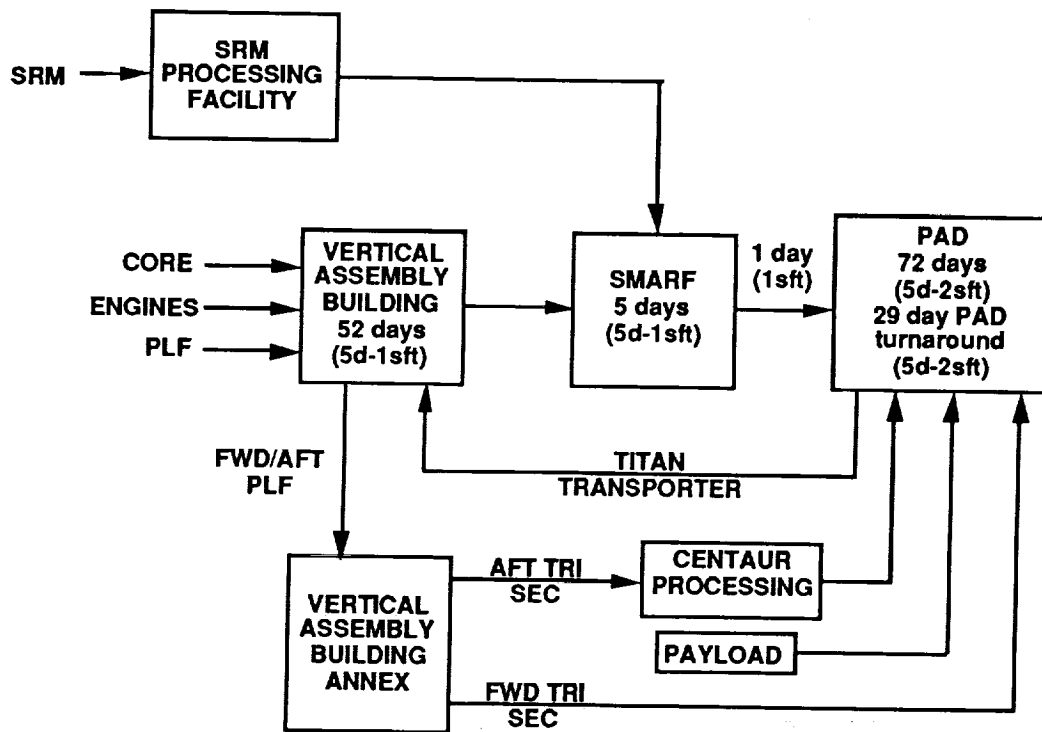 SRM
SRM
PROCESSING
FACILITY
CORE
ENGINES
PLF
VERTICAL
ASSEMBLY
BUILDING
52 days
(5d-1sft)
SMARF
5 days
(5d-1sft)
1 day
(1sft)
PAD
72 days
(5d-2sft)
29 day PAD
turnaround
(5d-2sft)
FWD/AFT
PLF
TITAN
TRANSPORTER
VERTICAL
ASSEMBLY
BUILDING
ANNEX
AFT TRI
SEC
CENTAUR
PROCESSING
PAYLOAD
FWD TRI
SEC